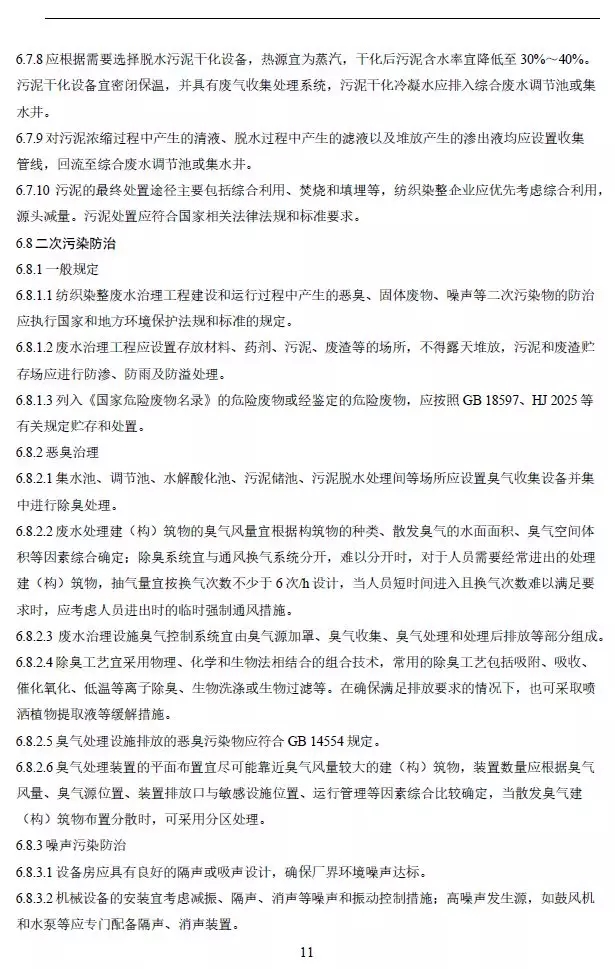 6.7.8 应根据需要选择脱水污泥干化设备，热源宜为蒸汽，干化后污泥含水率宜降低至 30%～40%。
污泥干化设备宜密闭保温，并具有废气收集处理系统，污泥干化冷凝水应排入综合废水调节池或集
水井。
6.7.9 对污泥浓缩过程中产生的清液、脱水过程中产生的滤液以及堆放产生的渗出液均应设置收集
管线，回流至综合废水调节池或集水井。
6.7.10 污泥的最终处置途径主要包括综合利用、焚烧和填埋等，纺织染整企业应优先考虑综合利用，
源头减量。污泥处置应符合国家相关法律法规和标准要求。
6.8 二次污染防治
6.8.1 一般规定
6.8.1.1 纺织染整废水治理工程建设和运行过程中产生的恶臭、固体废物、噪声等二次污染物的防治
应执行国家和地方环境保护法规和标准的规定。
6.8.1.2 废水治理工程应设置存放材料、药剂、污泥、废渣等的场所，不得露天堆放，污泥和废渣贮
存场应进行防渗、防雨及防溢处理。
6.8.1.3 列入《国家危险废物名录》的危险废物或经鉴定的危险废物，应按照 GB 18597、HJ 2025 等
有关规定贮存和处置。
6.8.2 恶臭治理
6.8.2.1 集水池、调节池、水解酸化池、污泥储池、污泥脱水处理间等场所应设置臭气收集设备并集
中进行除臭处理。
6.8.2.2 废水处理建（构）筑物的臭气风量宜根据构筑物的种类、散发臭气的水面面积、臭气空间体
积等因素综合确定；除臭系统宜与通风换气系统分开，难以分开时，对于人员需要经常进出的处理
建（构）筑物，抽气量宜按换气次数不少于 6 次/h 设计，当人员短时间进入且换气次数难以满足要
求时，应考虑人员进出时的临时强制通风措施。
6.8.2.3 废水治理设施臭气控制系统宜由臭气源加罩、臭气收集、臭气处理和处理后排放等部分组成。
6.8.2.4 除臭工艺宜采用物理、化学和生物法相结合的组合技术，常用的除臭工艺包括吸附、吸收、
催化氧化、低温等离子除臭、生物洗涤或生物过滤等。在确保满足排放要求的情况下，也可采取喷
洒植物提取液等缓解措施。
6.8.2.5 臭气处理设施排放的恶臭污染物应符合 GB 14554 规定。
6.8.2.6 臭气处理装置的平面布置宜尽可能靠近臭气风量较大的建（构）筑物，装置数量应根据臭气
风量、臭气源位置、装置排放口与敏感设施位置、运行管理等因素综合比较确定，当散发臭气建
（构）筑物布置分散时，可采用分区处理。
6.8.3 噪声污染防治
6.8.3.1 设备房应具有良好的隔声或吸声设计，确保厂界环境噪声达标。
6.8.3.2 机械设备的安装宜考虑减振、隔声、消声等噪声和振动控制措施；高噪声发生源，如鼓风机
和水泵等应专门配备隔声、消声装置。
11